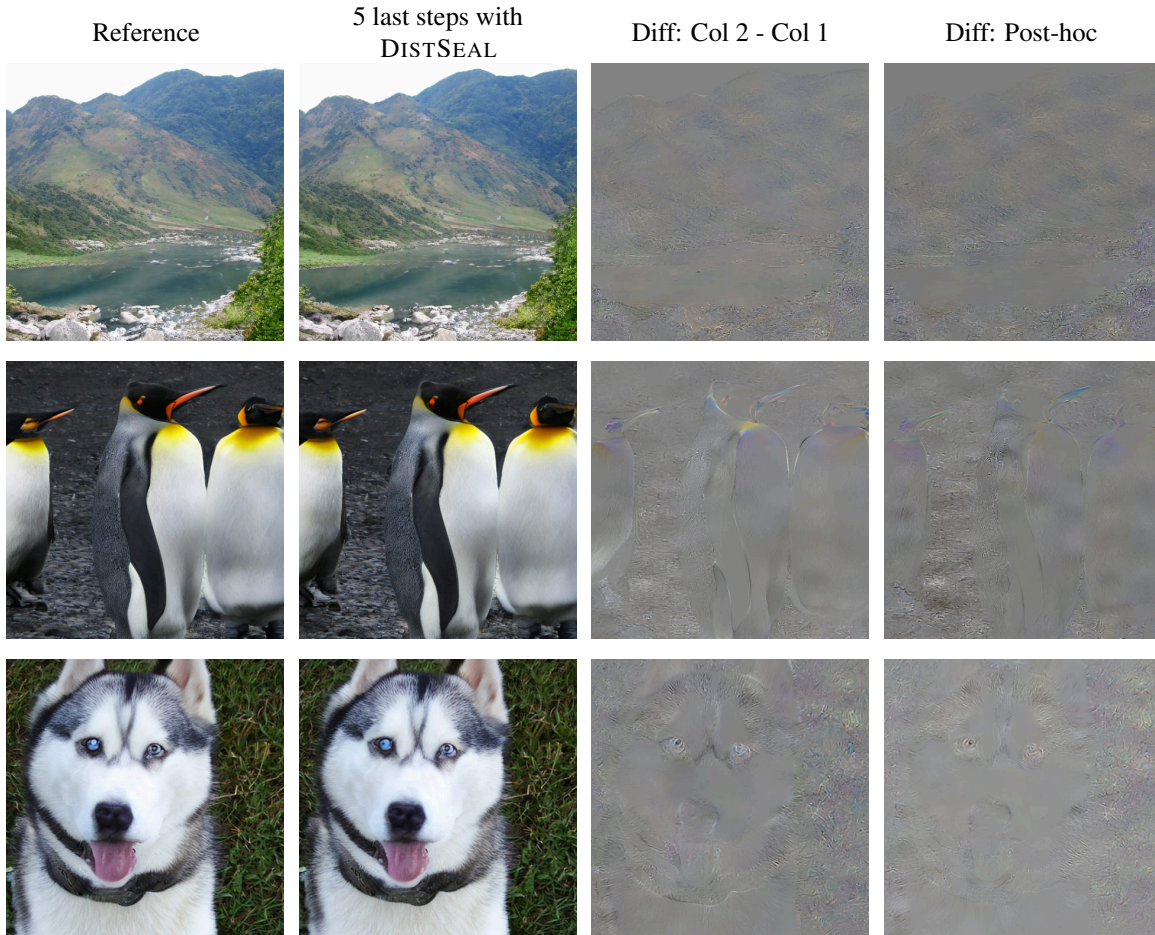 Reference
5 last steps with
DISTSEAL
Diff: Col 2 - Col 1
Diff: Post-hoc